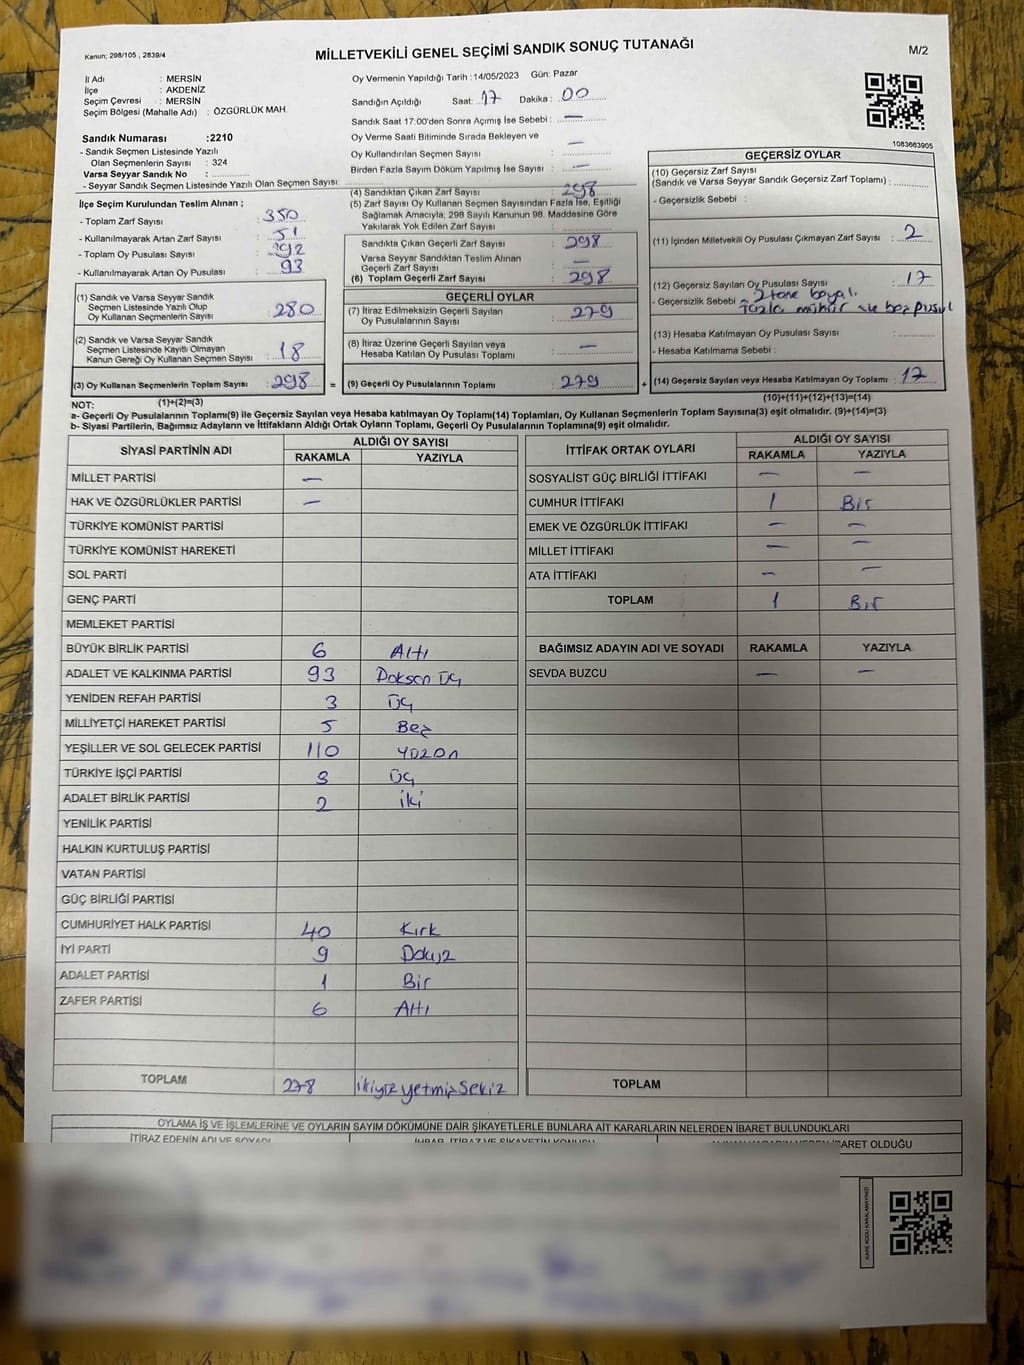 Kanun; 298/105 , 2839/4
MİLLETVEKİLİ GENEL SEÇİMİ SANDIK SONUÇ TUTANAĞI
M/2
İl Adı : MERSİN
İlçe : AKDENİZ
Seçim Çevresi : MERSİN
Seçim Bölgesi (Mahalle Adı) : ÖZGÜRLÜK MAH.
Sandık Numarası :2210
- Sandık Seçmen Listesinde Yazılı
Olan Seçmenlerin Sayısı : 324
Varsa Seyyar Sandık No :
- Seyyar Sandık Seçmen Listesinde Yazılı Olan Seçmen Sayısı:
Oy Vermenin Yapıldığı Tarih :14/05/2023 Gün: Pazar
Sandığın Açıldığı Saat: 17 Dakika : 00
Sandık Saat 17:00'den Sonra Açımış İse Sebebi : —
Oy Verme Saati Bitiminde Sırada Bekleyen ve
Oy Kullandırılan Seçmen Sayısı : —
Birden Fazla Sayım Döküm Yapılmış İse Sayısı : —
İlçe Seçim Kurulundan Teslim Alınan ;
- Toplam Zarf Sayısı : 350
- Kullanılmayarak Artan Zarf Sayısı : 51
- Toplam Oy Pusulası Sayısı : 392
- Kullanılmayarak Artan Oy Pusulası : 93
(1) Sandık ve Varsa Seyyar Sandık
Seçmen Listesinde Yazılı Olup
Oy Kullanan Seçmenlerin Sayısı : 280
(2) Sandık ve Varsa Seyyar Sandık
Seçmen Listesinde Kayıtlı Olmayan
Kanun Gereği Oy Kullanan Seçmen Sayısı : 18
(3) Oy Kullanan Seçmenlerin Toplam Sayısı : 298 =
(1)+(2)=(3)
(4) Sandıktan Çıkan Zarf Sayısı : 298
(5) Zarf Sayısı Oy Kullanan Seçmen Sayısından Fazla İse, Eşitliği
Sağlamak Amacıyla; 298 Sayılı Kanunun 98. Maddesine Göre
Yakılarak Yok Edilen Zarf Sayısı :
Sandıkta Çıkan Geçerli Zarf Sayısı : 298
Varsa Seyyar Sandıktan Teslim Alınan
Geçerli Zarf Sayısı : —
(6) Toplam Geçerli Zarf Sayısı : 298
GEÇERLİ OYLAR
(7) İtiraz Edilmeksizin Geçerli Sayılan
Oy Pusulalarının Sayısı : 279
(8) İtiraz Üzerine Geçerli Sayılan veya
Hesaba Katılan Oy Pusulası Toplamı : —
(9) Geçerli Oy Pusulalarının Toplamı : 279 +
1083663905
GEÇERSİZ OYLAR
(10) Geçersiz Zarf Sayısı
(Sandık ve Varsa Seyyar Sandık Geçersiz Zarf Toplamı) :
- Geçersizlik Sebebi :
(11) İçinden Milletvekili Oy Pusulası Çıkmayan Zarf Sayısı : 2
(12) Geçersiz Sayılan Oy Pusulası Sayısı : 17
- Geçersizlik Sebebi : 2 tane boyalı
fazla mühür ve boş pusul
(13) Hesaba Katılmayan Oy Pusulası Sayısı :
- Hesaba Katılmama Sebebi :
(14) Geçersiz Sayılan veya Hesaba Katılmayan Oy Toplamı : 17
(10)+(11)+(12)+(13)=(14)
NOT:
a- Geçerli Oy Pusulalarının Toplamı(9) ile Geçersiz Sayılan veya Hesaba katılmayan Oy Toplamı(14) Toplamları, Oy Kullanan Seçmenlerin Toplam Sayısına(3) eşit olmalıdır. (9)+(14)=(3)
b- Siyasi Partilerin, Bağımsız Adayların ve İttifakların Aldığı Ortak Oyların Toplamı, Geçerli Oy Pusulalarının Toplamına(9) eşit olmalıdır.
SİYASİ PARTİNİN ADI ALDIĞI OY SAYISI
RAKAMLA YAZIYLA
MİLLET PARTİSİ —
HAK VE ÖZGÜRLÜKLER PARTİSİ —
TÜRKİYE KOMÜNİST PARTİSİ
TÜRKİYE KOMÜNİST HAREKETİ
SOL PARTİ
GENÇ PARTİ
MEMLEKET PARTİSİ
BÜYÜK BİRLİK PARTİSİ 6 Altı
ADALET VE KALKINMA PARTİSİ 93 Doksan Üç
YENİDEN REFAH PARTİSİ 3 Üç
MİLLİYETÇİ HAREKET PARTİSİ 5 Beş
YEŞİLLER VE SOL GELECEK PARTİSİ 110 Yüzon
TÜRKİYE İŞÇİ PARTİSİ 3 Üç
ADALET BİRLİK PARTİSİ 2 İki
YENİLİK PARTİSİ
HALKIN KURTULUŞ PARTİSİ
VATAN PARTİSİ
GÜÇ BİRLİĞİ PARTİSİ
CUMHURİYET HALK PARTİSİ 40 Kırk
İYİ PARTİ 9 Dokuz
ADALET PARTİSİ 1 Bir
ZAFER PARTİSİ 6 Altı
TOPLAM 278 ikiyüz yetmiş sekiz
İTTİFAK ORTAK OYLARI ALDIĞI OY SAYISI
RAKAMLA YAZIYLA
SOSYALİST GÜÇ BİRLİĞİ İTTİFAKI — —
CUMHUR İTTİFAKI 1 Bir
EMEK VE ÖZGÜRLÜK İTTİFAKI — —
MİLLET İTTİFAKI — —
ATA İTTİFAKI — —
TOPLAM 1 Bir
BAĞIMSIZ ADAYIN ADI VE SOYADI RAKAMLA YAZIYLA
SEVDA BUZCU — —
TOPLAM
OYLAMA İŞ VE İŞLEMLERİNE VE OYLARIN SAYIM DÖKÜMÜNE DAİR ŞİKAYETLERLE BUNLARA AİT KARARLARIN NELERDEN İBARET BULUNDUKLARI
İTİRAZ EDENİN ADI VE SOYADI İHBAR, İTİRAZ VE ŞİKAYETİN KONUSU ALINAN KARARIN NEDEN İBARET OLDUĞU
KARE KODU KARALAMAYINIZ!